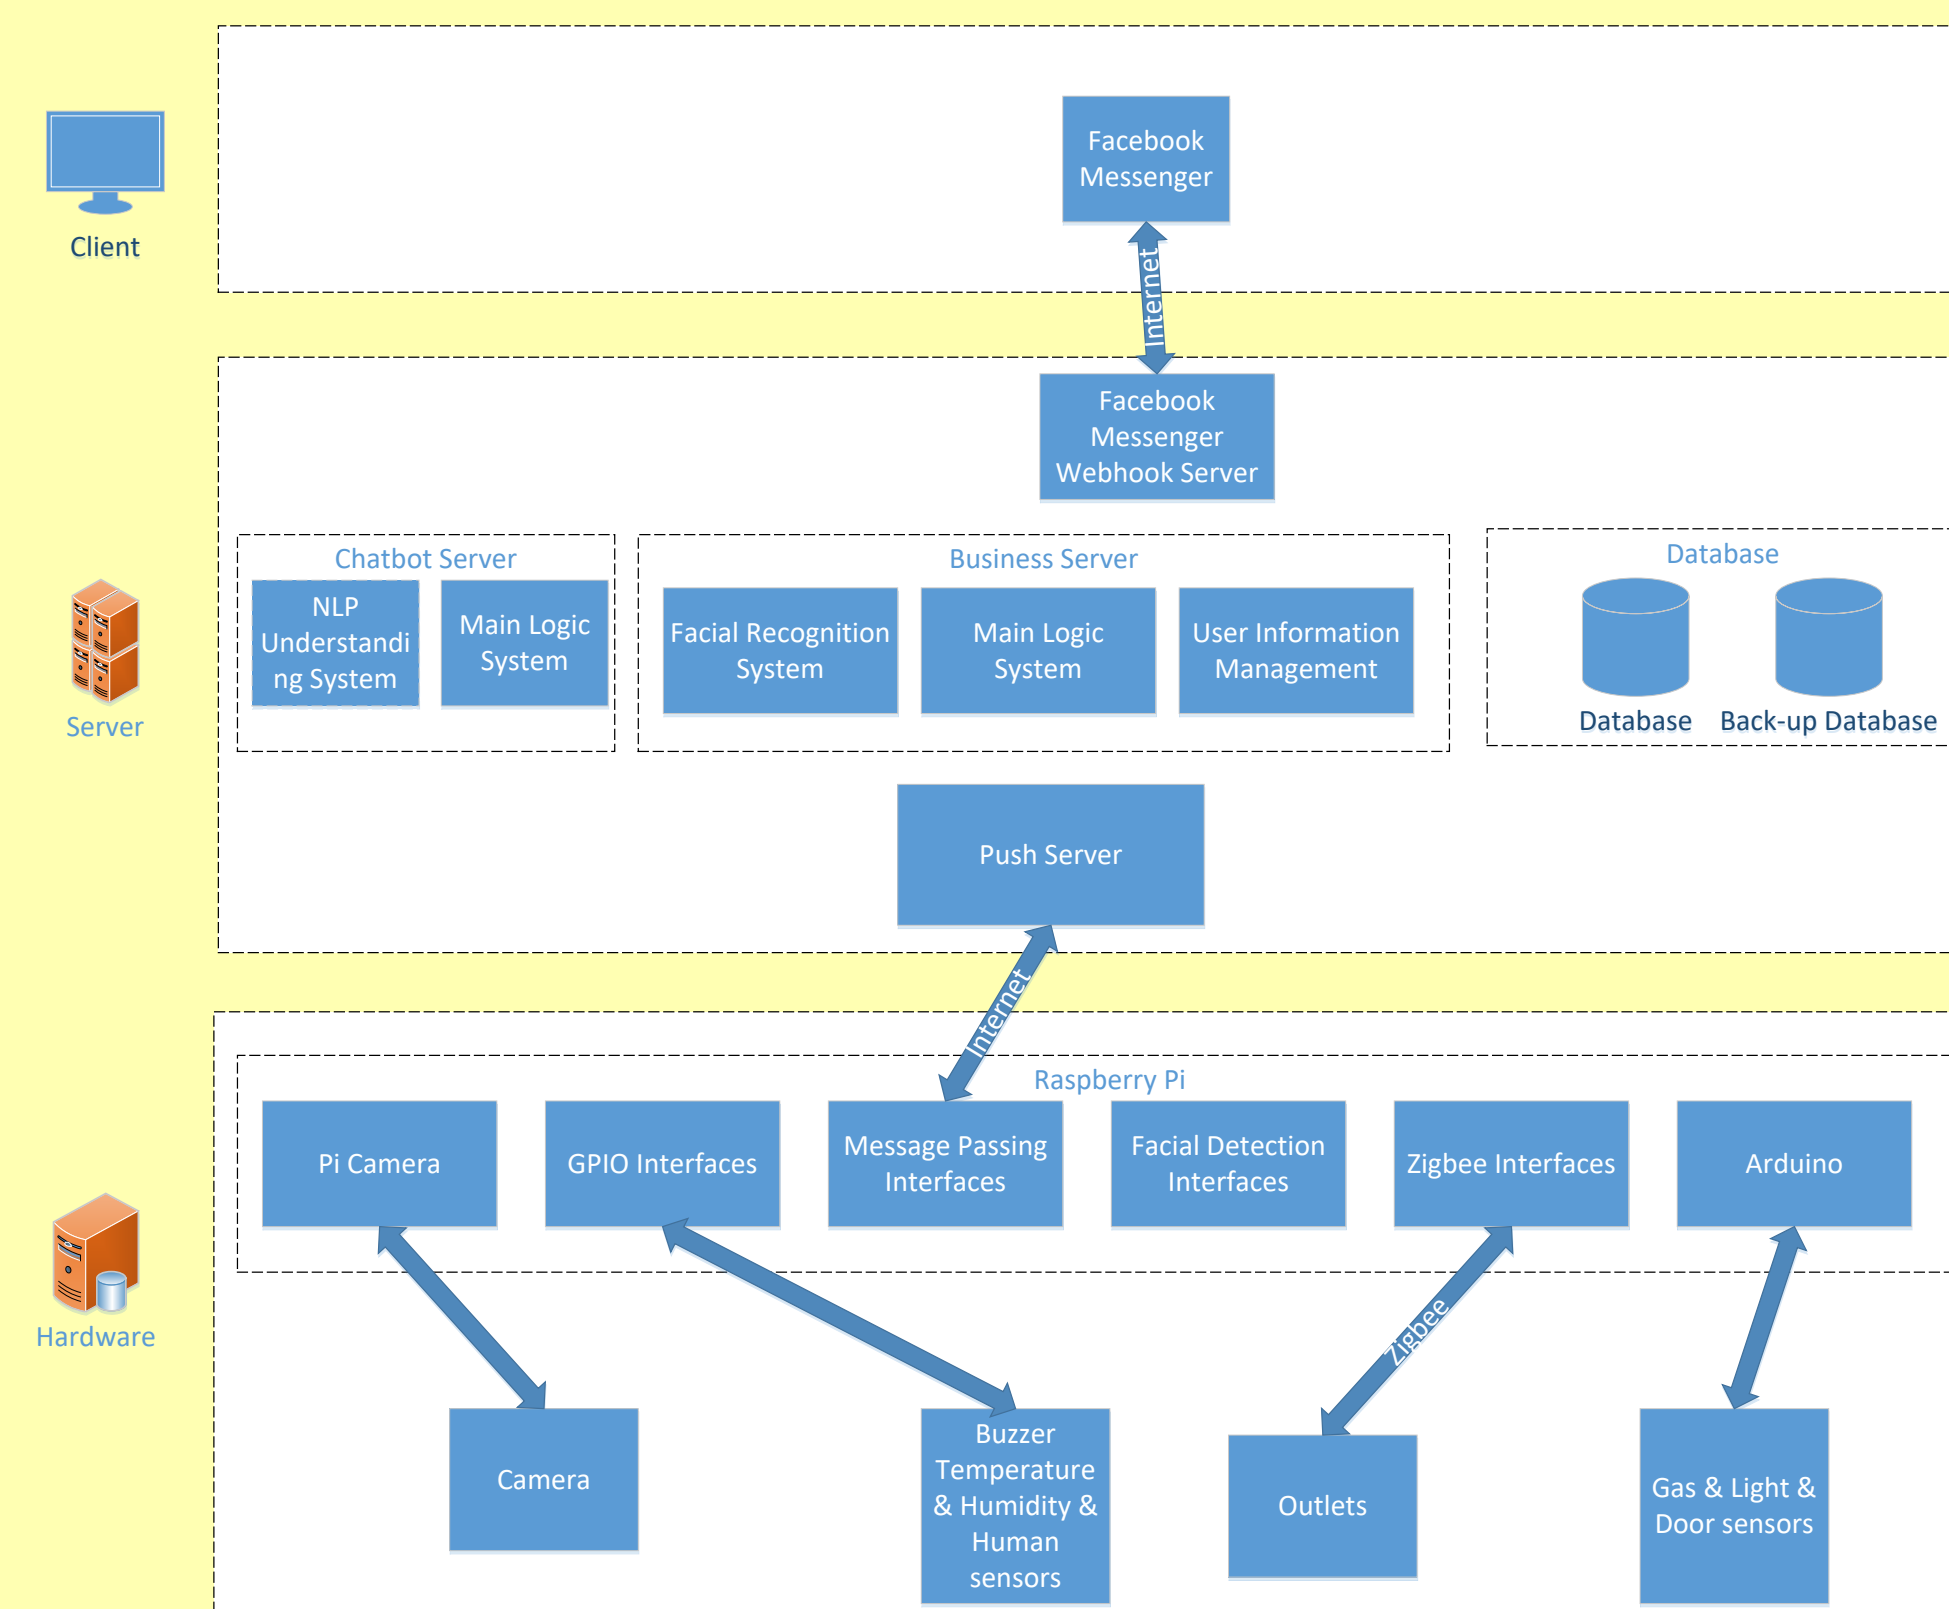 Facebook
Messenger
Client
Internet
Facebook
Messenger
Webhook Server
Chatbot Server
NLP
Understandi
ng System
Main Logic
System
Business Server
Facial Recognition
System
Main Logic
System
User Information
Management
Database
Database
Back-up Database
Server
Push Server
Internet
Raspberry Pi
Pi Camera
GPIO Interfaces
Message Passing
Interfaces
Facial Detection
Interfaces
Zigbee Interfaces
Arduino
Hardware
Zigbee
Camera
Buzzer
Temperature
& Humidity &
Human
sensors
Outlets
Gas & Light &
Door sensors